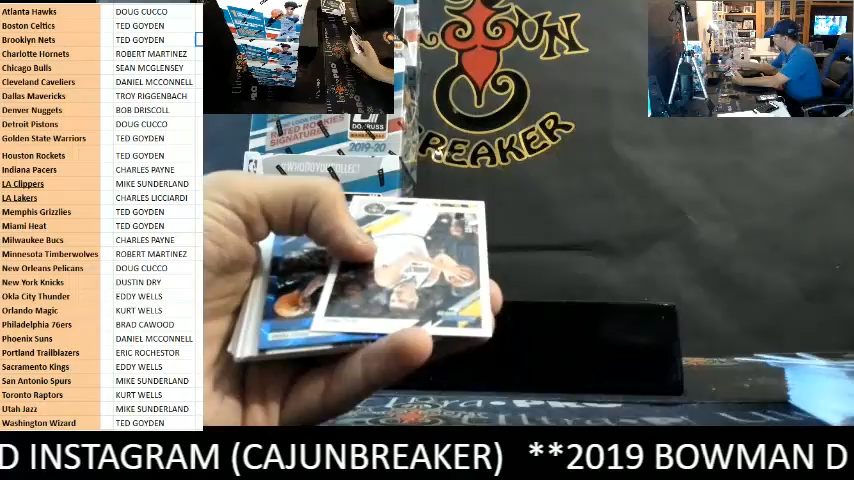 Atlanta Hawks DOUG CUCCO
Boston Celtics TED GOYDEN
Brooklyn Nets TED GOYDEN
Charlotte Hornets ROBERT MARTINEZ
Chicago Bulls SEAN MCGLENSEY
Cleveland Caveliers DANIEL MCCONNELL
Dallas Mavericks TROY RIGGENBACH
Denver Nuggets BOB DRISCOLL
Detroit Pistons DOUG CUCCO
Golden State Warriors TED GOYDEN
Houston Rockets TED GOYDEN
Indiana Pacers CHARLES PAYNE
LA Clippers MIKE SUNDERLAND
LA Lakers CHARLES LICCIARDI
Memphis Grizzlies TED GOYDEN
Miami Heat TED GOYDEN
Milwaukee Bucs CHARLES PAYNE
Minnesota Timberwolves ROBERT MARTINEZ
New Orleans Pelicans DOUG CUCCO
New York Knicks DUSTIN DRY
Okla City Thunder EDDY WELLS
Orlando Magic KURT WELLS
Philadelphia 76ers BRAD CAWOOD
Phoenix Suns DANIEL MCCONNELL
Portland Trailblazers ERIC ROCHESTOR
Sacramento Kings EDDY WELLS
San Antonio Spurs MIKE SUNDERLAND
Toronto Raptors KURT WELLS
Utah Jazz MIKE SUNDERLAND
Washington Wizard TED GOYDEN
UN
BREAKER
RATED ROOKIES
SIGNATURE
DONRUSS
2019-20
#WHODOYOUCOLLECT
D INSTAGRAM (CAJUNBREAKER) **2019 BOWMAN D